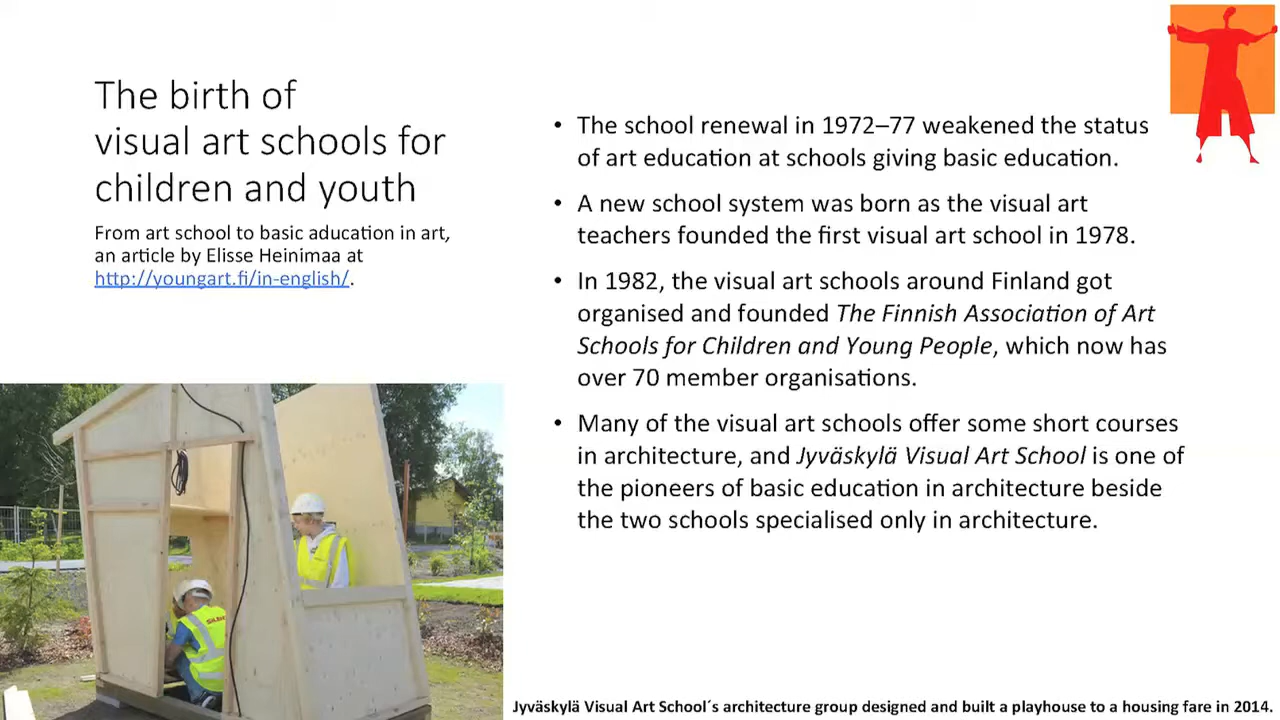 The birth of
visual art schools for
children and youth
From art school to basic aducation in art,
an article by Elisse Heinimaa at
http://youngart.fi/in-english/.
• The school renewal in 1972–77 weakened the status
of art education at schools giving basic education.
• A new school system was born as the visual art
teachers founded the first visual art school in 1978.
• In 1982, the visual art schools around Finland got
organised and founded The Finnish Association of Art
Schools for Children and Young People, which now has
over 70 member organisations.
• Many of the visual art schools offer some short courses
in architecture, and Jyväskylä Visual Art School is one of
the pioneers of basic education in architecture beside
the two schools specialised only in architecture.
Jyväskylä Visual Art School´s architecture group designed and built a playhouse to a housing fare in 2014.